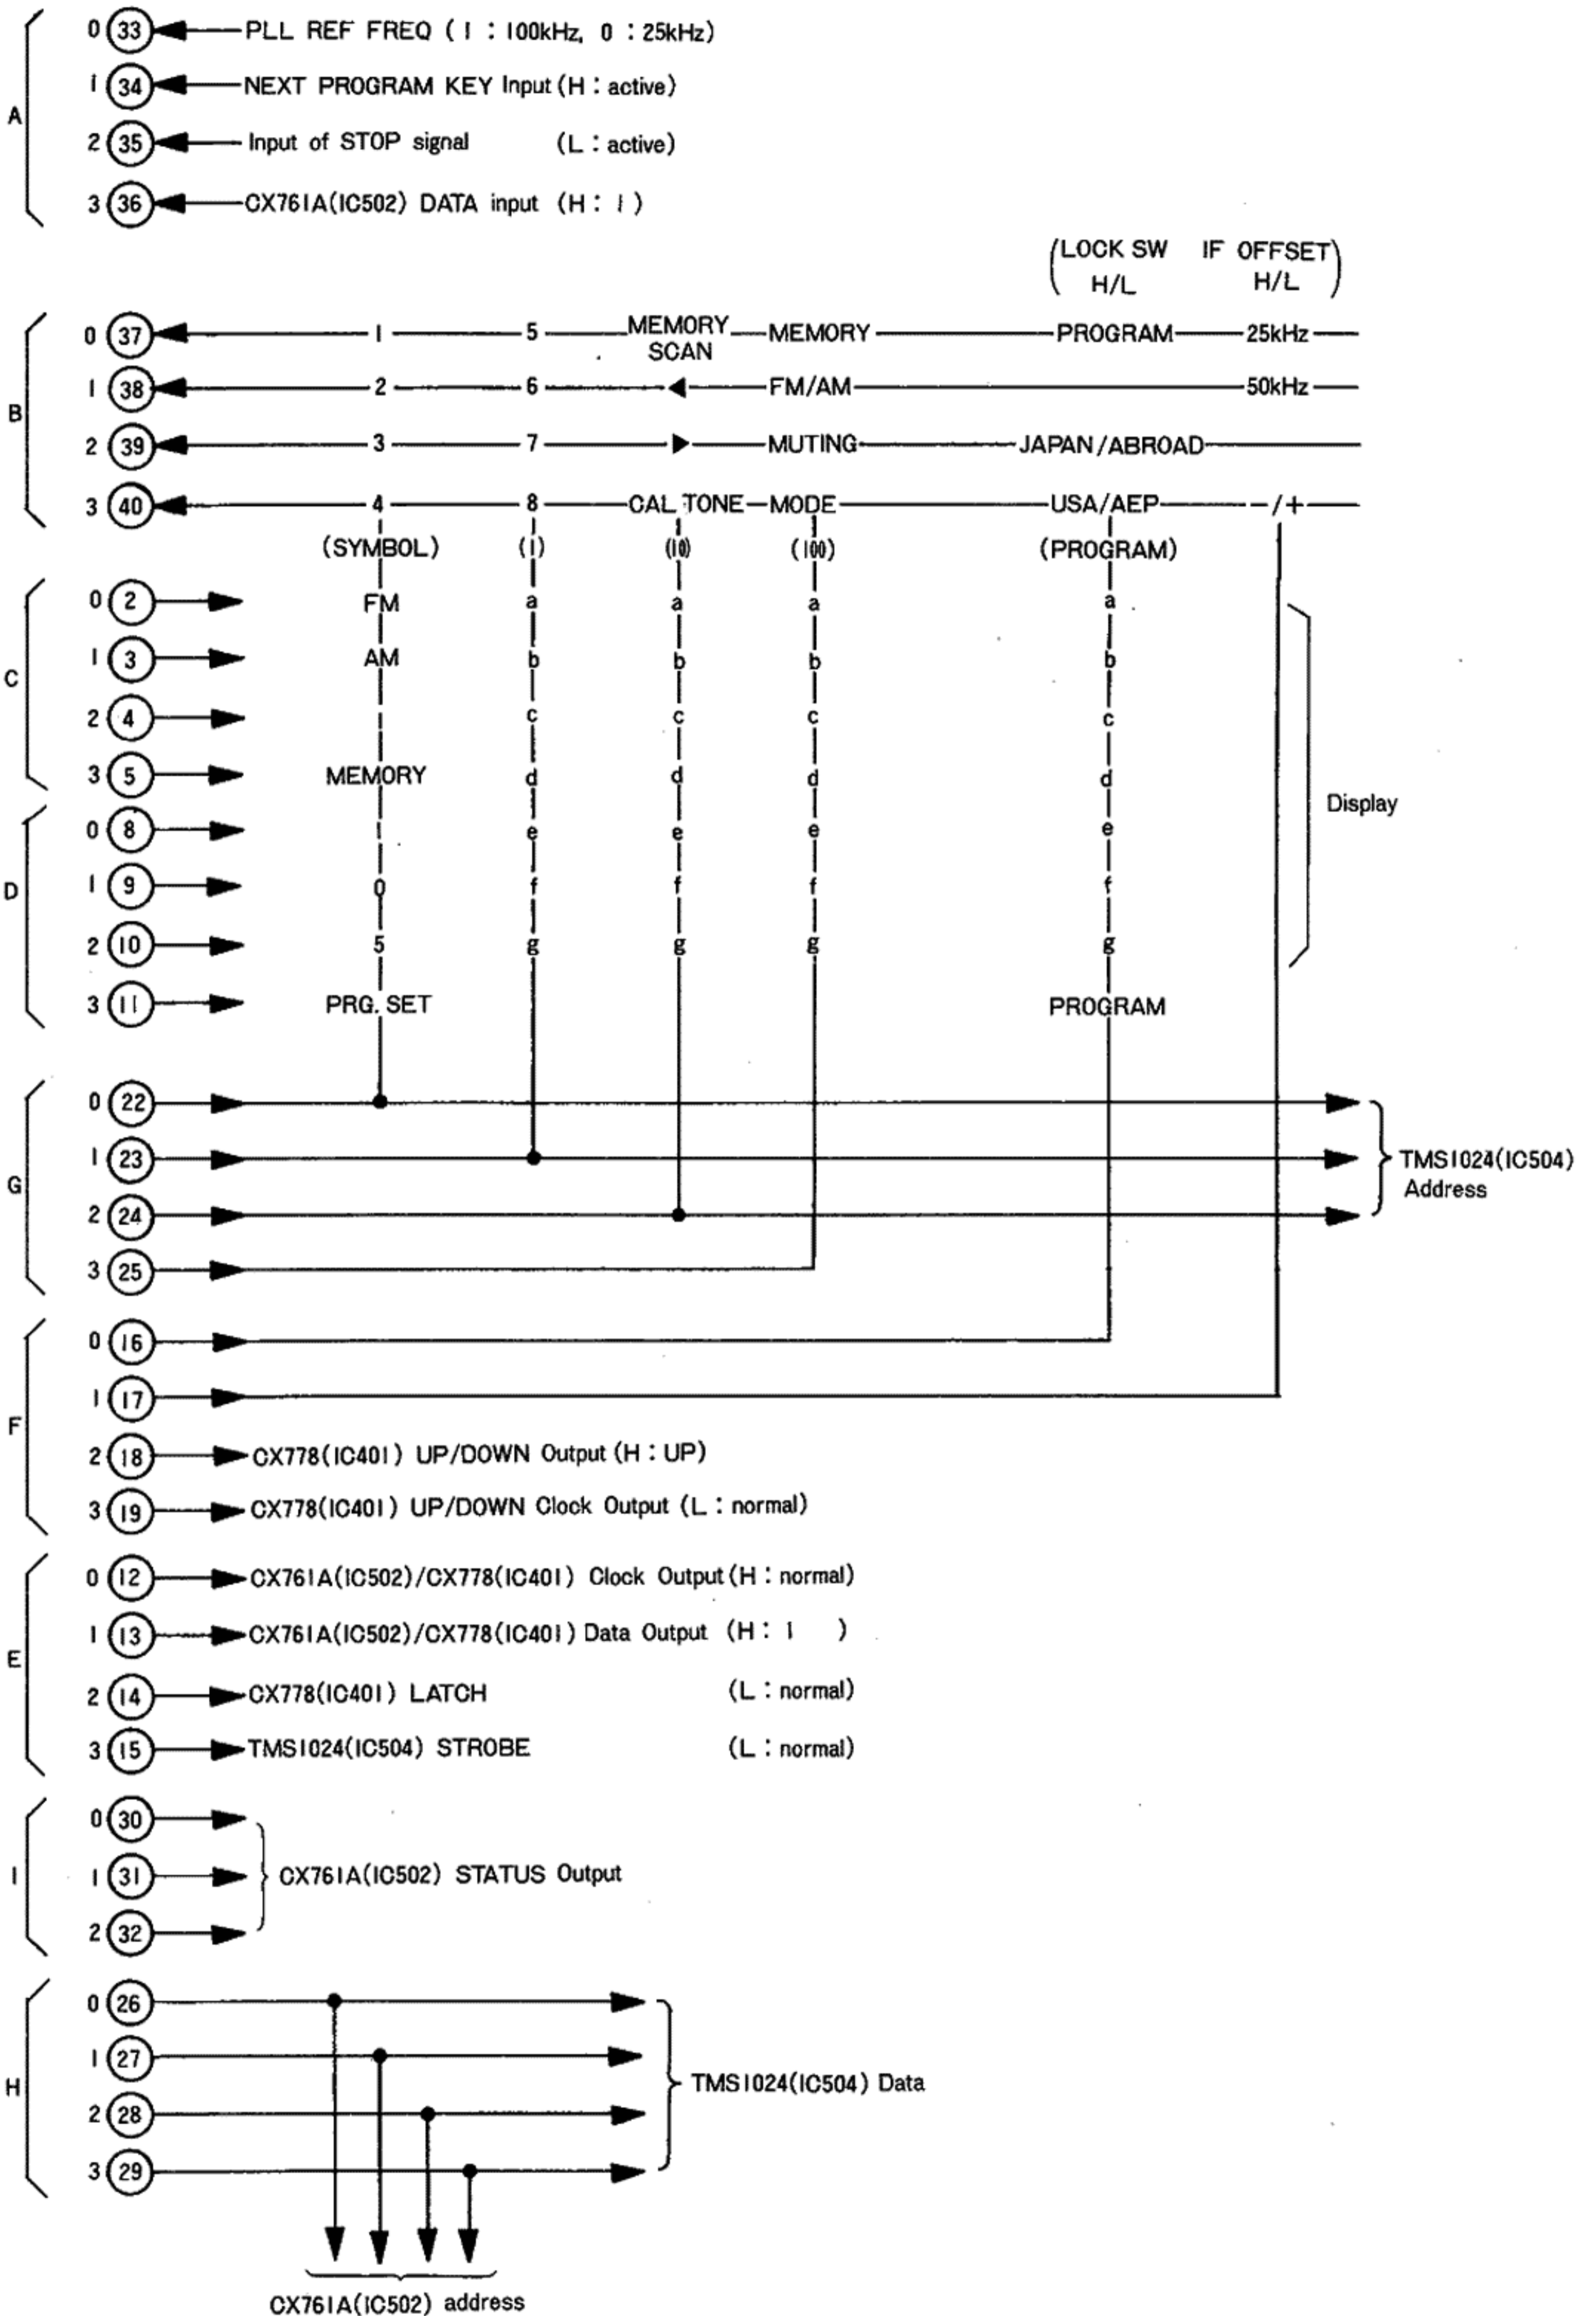 A
0 33 PLL REF FREQ ( 1 : 100kHz, 0 : 25kHz)
1 34 NEXT PROGRAM KEY Input (H : active)
2 35 Input of STOP signal (L : active)
3 36 CX761A(IC502) DATA input (H : 1 )
(LOCK SW IF OFFSET)
H/L H/L
B
0 37 1 5 MEMORY SCAN MEMORY PROGRAM 25kHz
1 38 2 6 ◀ FM/AM 50kHz
2 39 3 7 ▶ MUTING JAPAN/ABROAD
3 40 4 8 CAL TONE MODE USA/AEP -/+
(SYMBOL) (1) (10) (100) (PROGRAM)
C
0 2 FM a a a a
1 3 AM b b b b
2 4 c c c c
3 5 MEMORY d d d d
Display
D
0 8 e e e e
1 9 0 f f f f
2 10 5 g g g g
3 11 PRG. SET PROGRAM
G
0 22
1 23
2 24
3 25
TMS1024(IC504)
Address
F
0 16
1 17
2 18 CX778(IC401) UP/DOWN Output (H : UP)
3 19 CX778(IC401) UP/DOWN Clock Output (L : normal)
E
0 12 CX761A(IC502)/CX778(IC401) Clock Output (H : normal)
1 13 CX761A(IC502)/CX778(IC401) Data Output (H : 1 )
2 14 CX778(IC401) LATCH (L : normal)
3 15 TMS1024(IC504) STROBE (L : normal)
I
0 30
1 31 CX761A(IC502) STATUS Output
2 32
H
0 26
1 27
2 28
3 29
TMS1024(IC504) Data
CX761A(IC502) address